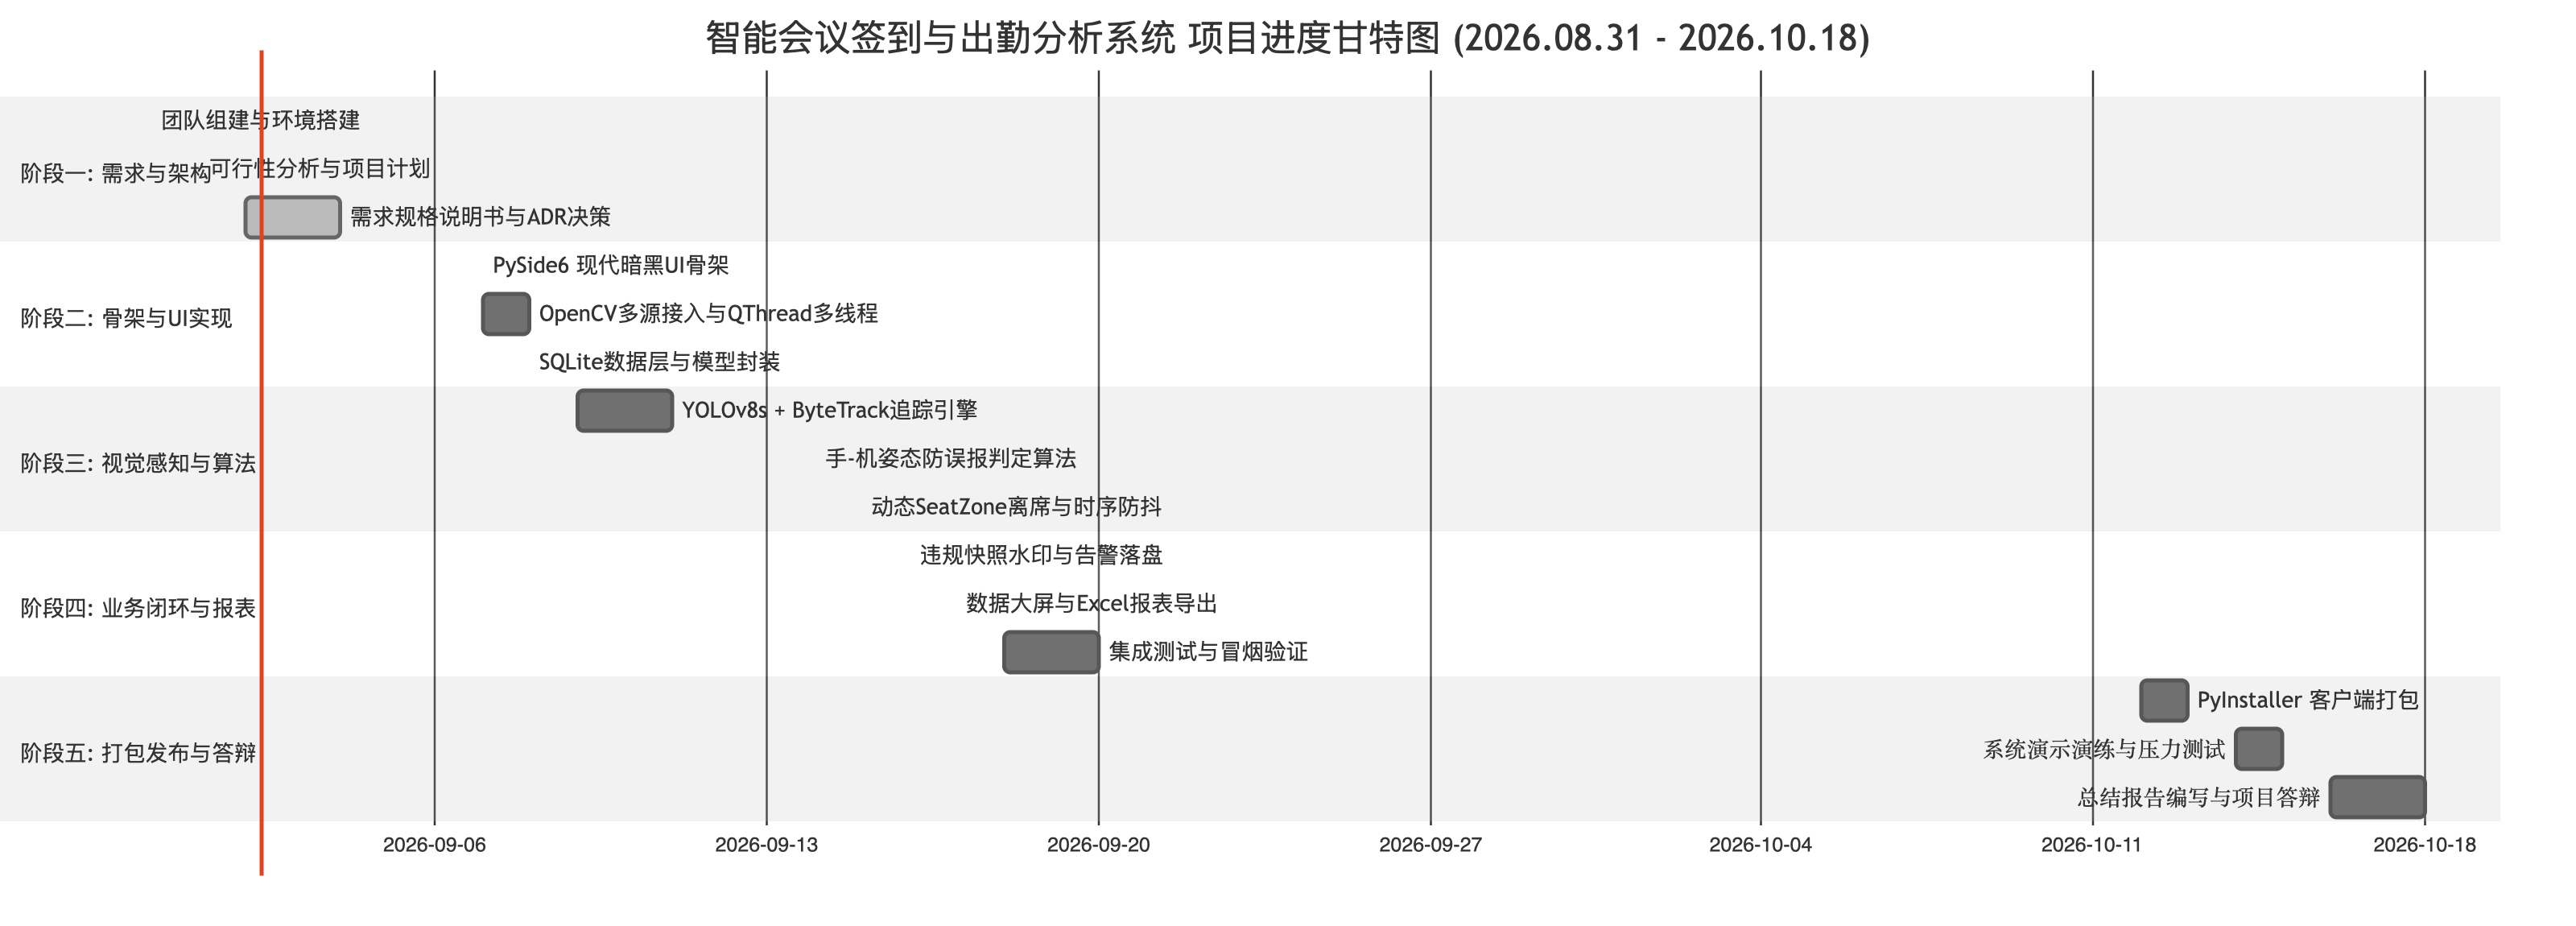 智能会议签到与出勤分析系统 项目进度甘特图 (2026.08.31 - 2026.10.18)
团队组建与环境搭建
阶段一: 需求与架构
可行性分析与项目计划
需求规格说明书与ADR决策
PySide6 现代暗黑UI骨架
阶段二: 骨架与UI实现
OpenCV多源接入与QThread多线程
SQLite数据层与模型封装
YOLOv8s + ByteTrack追踪引擎
阶段三: 视觉感知与算法
手-机姿态防误报判定算法
动态SeatZone离席与时序防抖
违规快照水印与告警落盘
阶段四: 业务闭环与报表
数据大屏与Excel报表导出
集成测试与冒烟验证
PyInstaller 客户端打包
阶段五: 打包发布与答辩
系统演示演练与压力测试
总结报告编写与项目答辩
2026-09-06
2026-09-13
2026-09-20
2026-09-27
2026-10-04
2026-10-11
2026-10-18